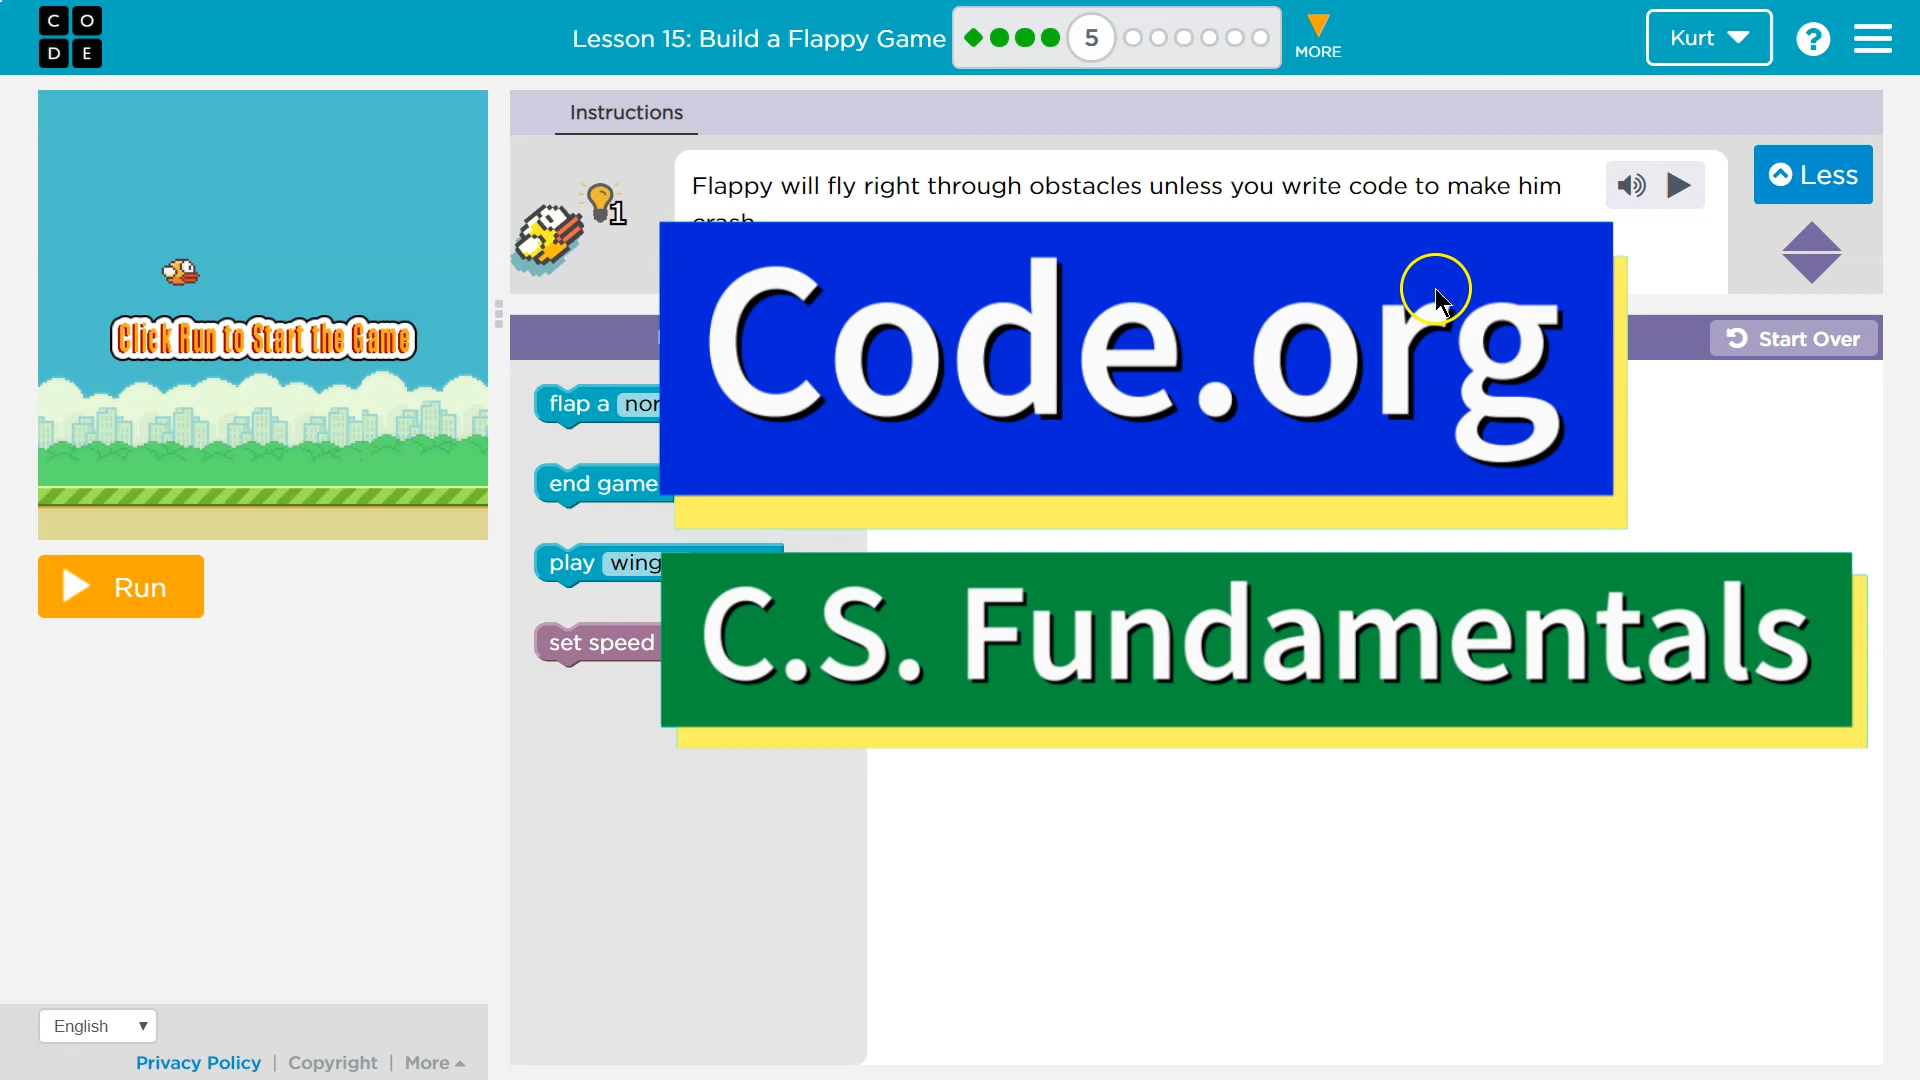 C O
D E
Lesson 15: Build a Flappy Game
5
MORE
Kurt
?
Instructions
1
Flappy will fly right through obstacles unless you write code to make him
Less
Click Run to Start the Game
Code.org
Start Over
flap a
end game
play wing
set speed
C.S. Fundamentals
Run
English
Privacy Policy | Copyright | More